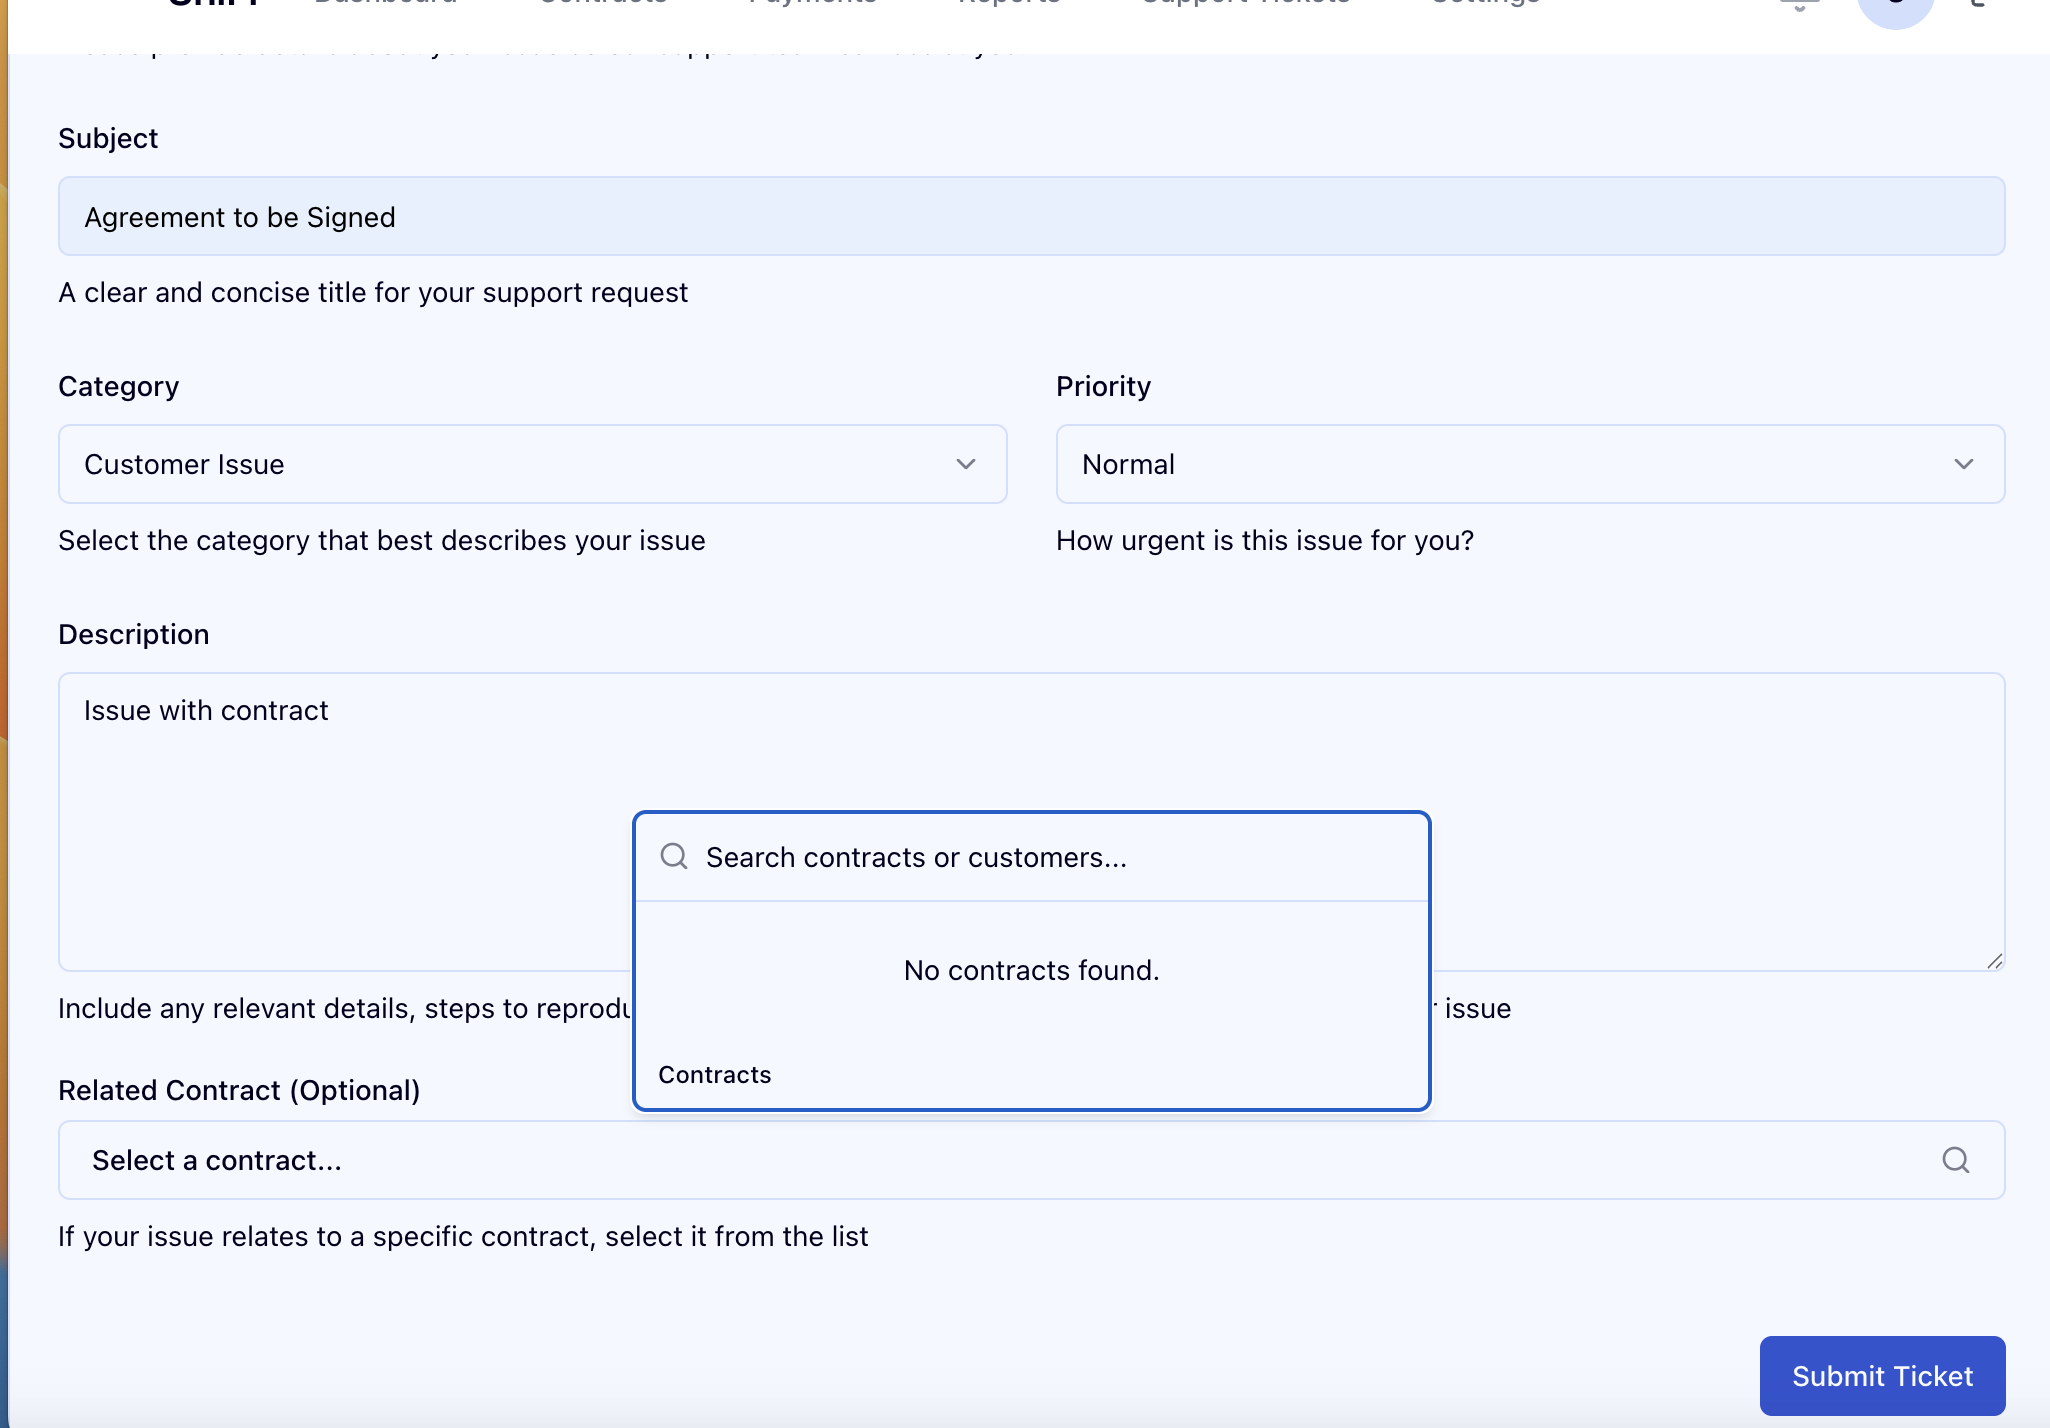 Dashboard Contracts Payments Reports Support Tickets Settings
Subject
Agreement to be Signed
A clear and concise title for your support request
Category Priority
Customer Issue Normal
Select the category that best describes your issue How urgent is this issue for you?
Description
Issue with contract
Search contracts or customers...
No contracts found.
Include any relevant details, steps to issue
Contracts
Related Contract (Optional)
Select a contract...
If your issue relates to a specific contract, select it from the list
Submit Ticket